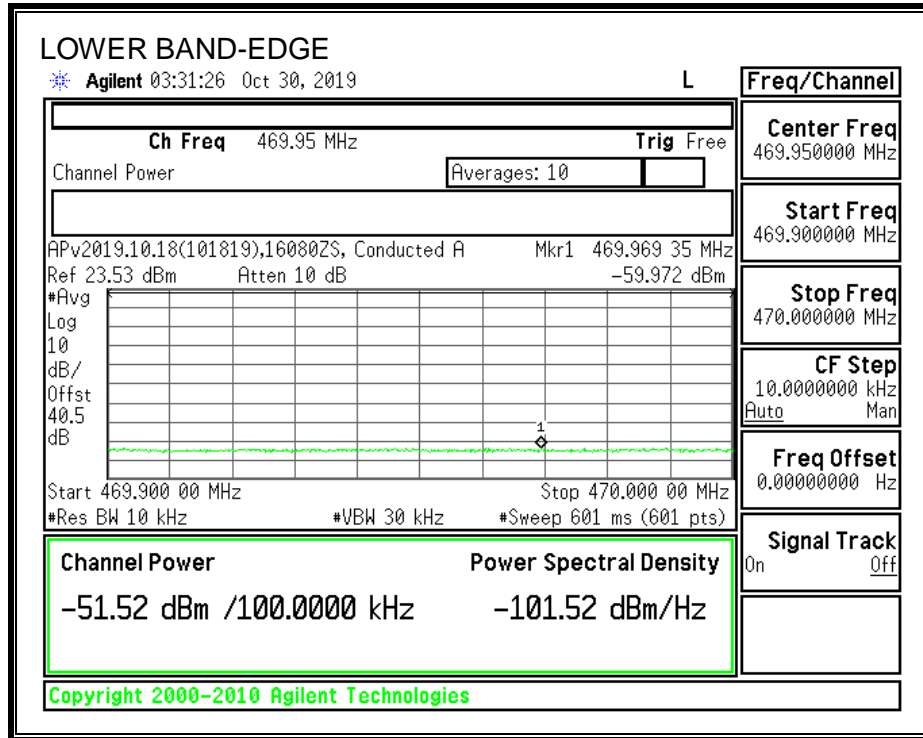 LOWER BAND-EDGE
Agilent 03:31:26 Oct 30, 2019 L
Ch Freq 469.95 MHz Trig Free
Channel Power Averages: 10
APv2019.10.18(101819),16080ZS, Conducted A Mkr1 469.969 35 MHz
Ref 23.53 dBm Atten 10 dB -59.972 dBm
#Avg
Log
10
dB/
Offst
40.5
dB
1
Start 469.900 00 MHz Stop 470.000 00 MHz
#Res BW 10 kHz #VBW 30 kHz #Sweep 601 ms (601 pts)
Channel Power Power Spectral Density
-51.52 dBm /100.0000 kHz -101.52 dBm/Hz
Copyright 2000-2010 Agilent Technologies
Freq/Channel
Center Freq
469.950000 MHz
Start Freq
469.900000 MHz
Stop Freq
470.000000 MHz
CF Step
10.0000000 kHz
Auto Man
Freq Offset
0.00000000 Hz
Signal Track
On Off